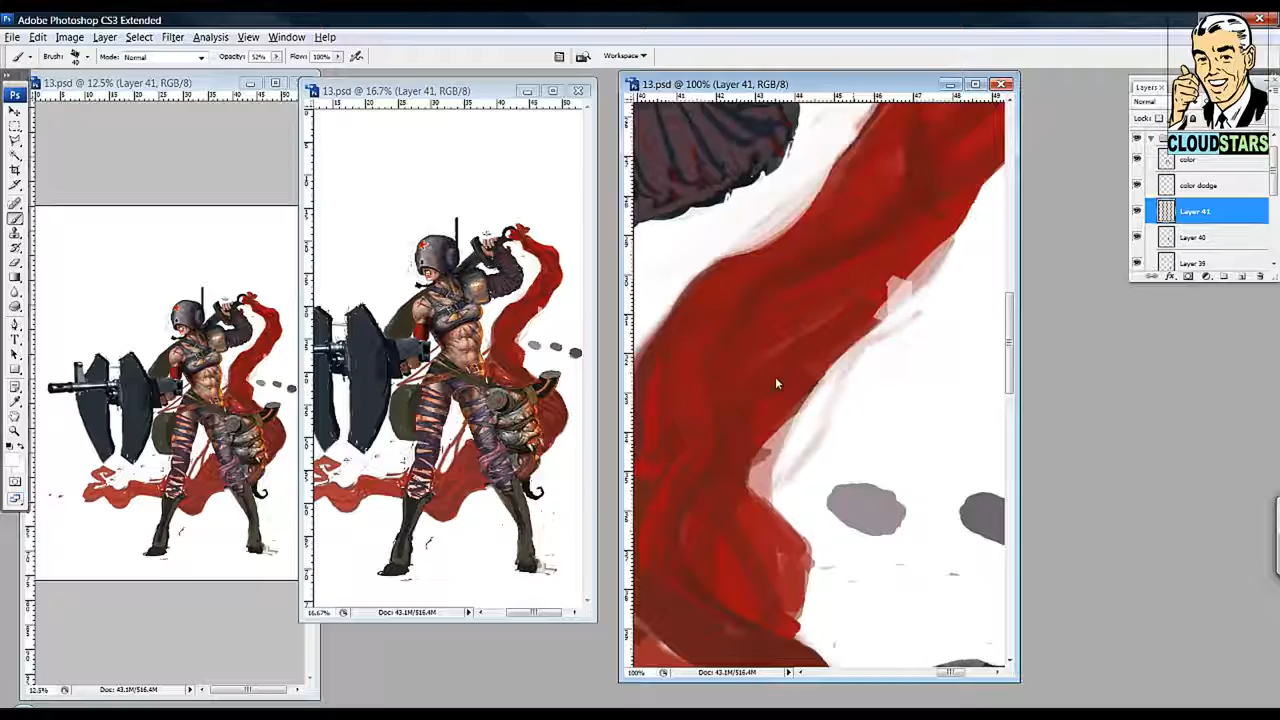 Adobe Photoshop CS3 Extended
File Edit Image Layer Select Filter Analysis View Window Help
Brush: 40 Mode: Normal Opacity: 52% Flow: 100% Workspace
13.psd @ 12.5% (Layer 41, RGB/8)
13.psd @ 16.7% (Layer 41, RGB/8)
13.psd @ 100% (Layer 41, RGB/8)
Layers
Normal
Lock:
CLOUDSTARS
color
color dodge
Layer 41
Layer 40
Layer 39
16.67% Doc: 43.1M/516.4M
100% Doc: 43.1M/516.4M
12.5% Doc: 43.1M/516.4M
Ps